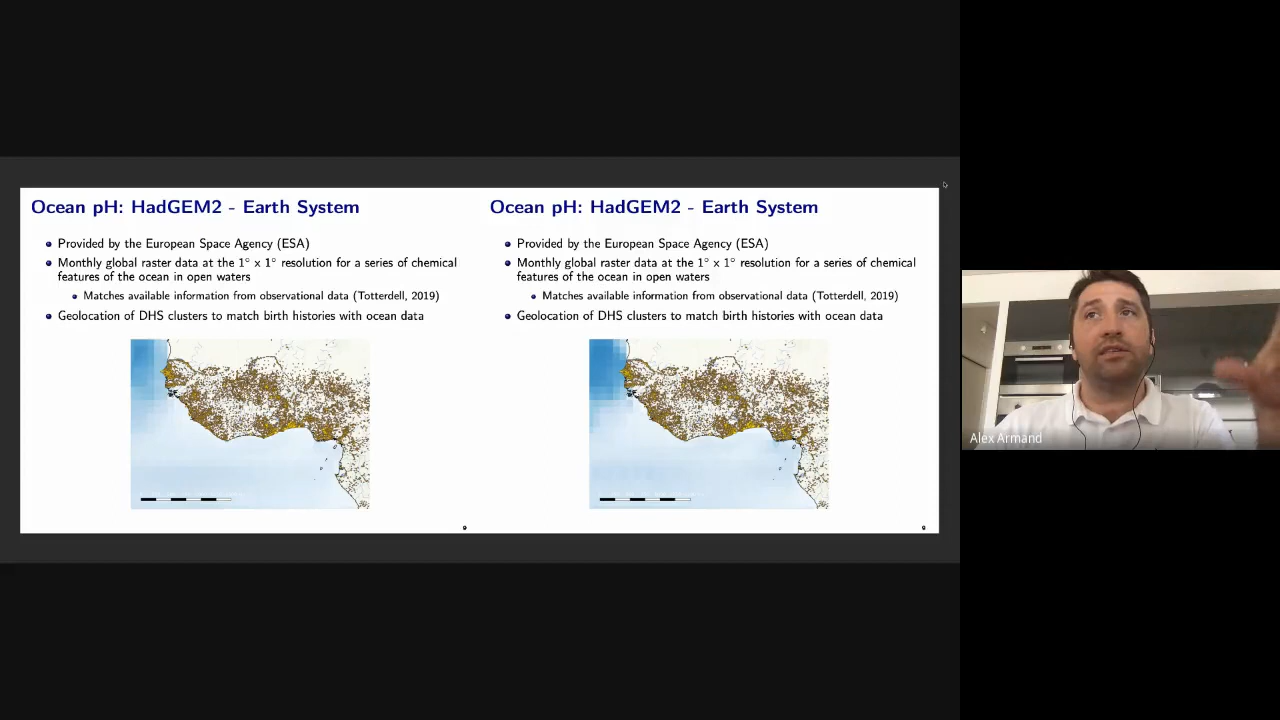 Ocean pH: HadGEM2 - Earth System
Provided by the European Space Agency (ESA)
Monthly global raster data at the 1° x 1° resolution for a series of chemical
features of the ocean in open waters
Matches available information from observational data (Totterdell, 2019)
Geolocation of DHS clusters to match birth histories with ocean data
Ocean pH: HadGEM2 - Earth System
Provided by the European Space Agency (ESA)
Monthly global raster data at the 1° x 1° resolution for a series of chemical
features of the ocean in open waters
Matches available information from observational data (Totterdell, 2019)
Geolocation of DHS clusters to match birth histories with ocean data
Alex Armand